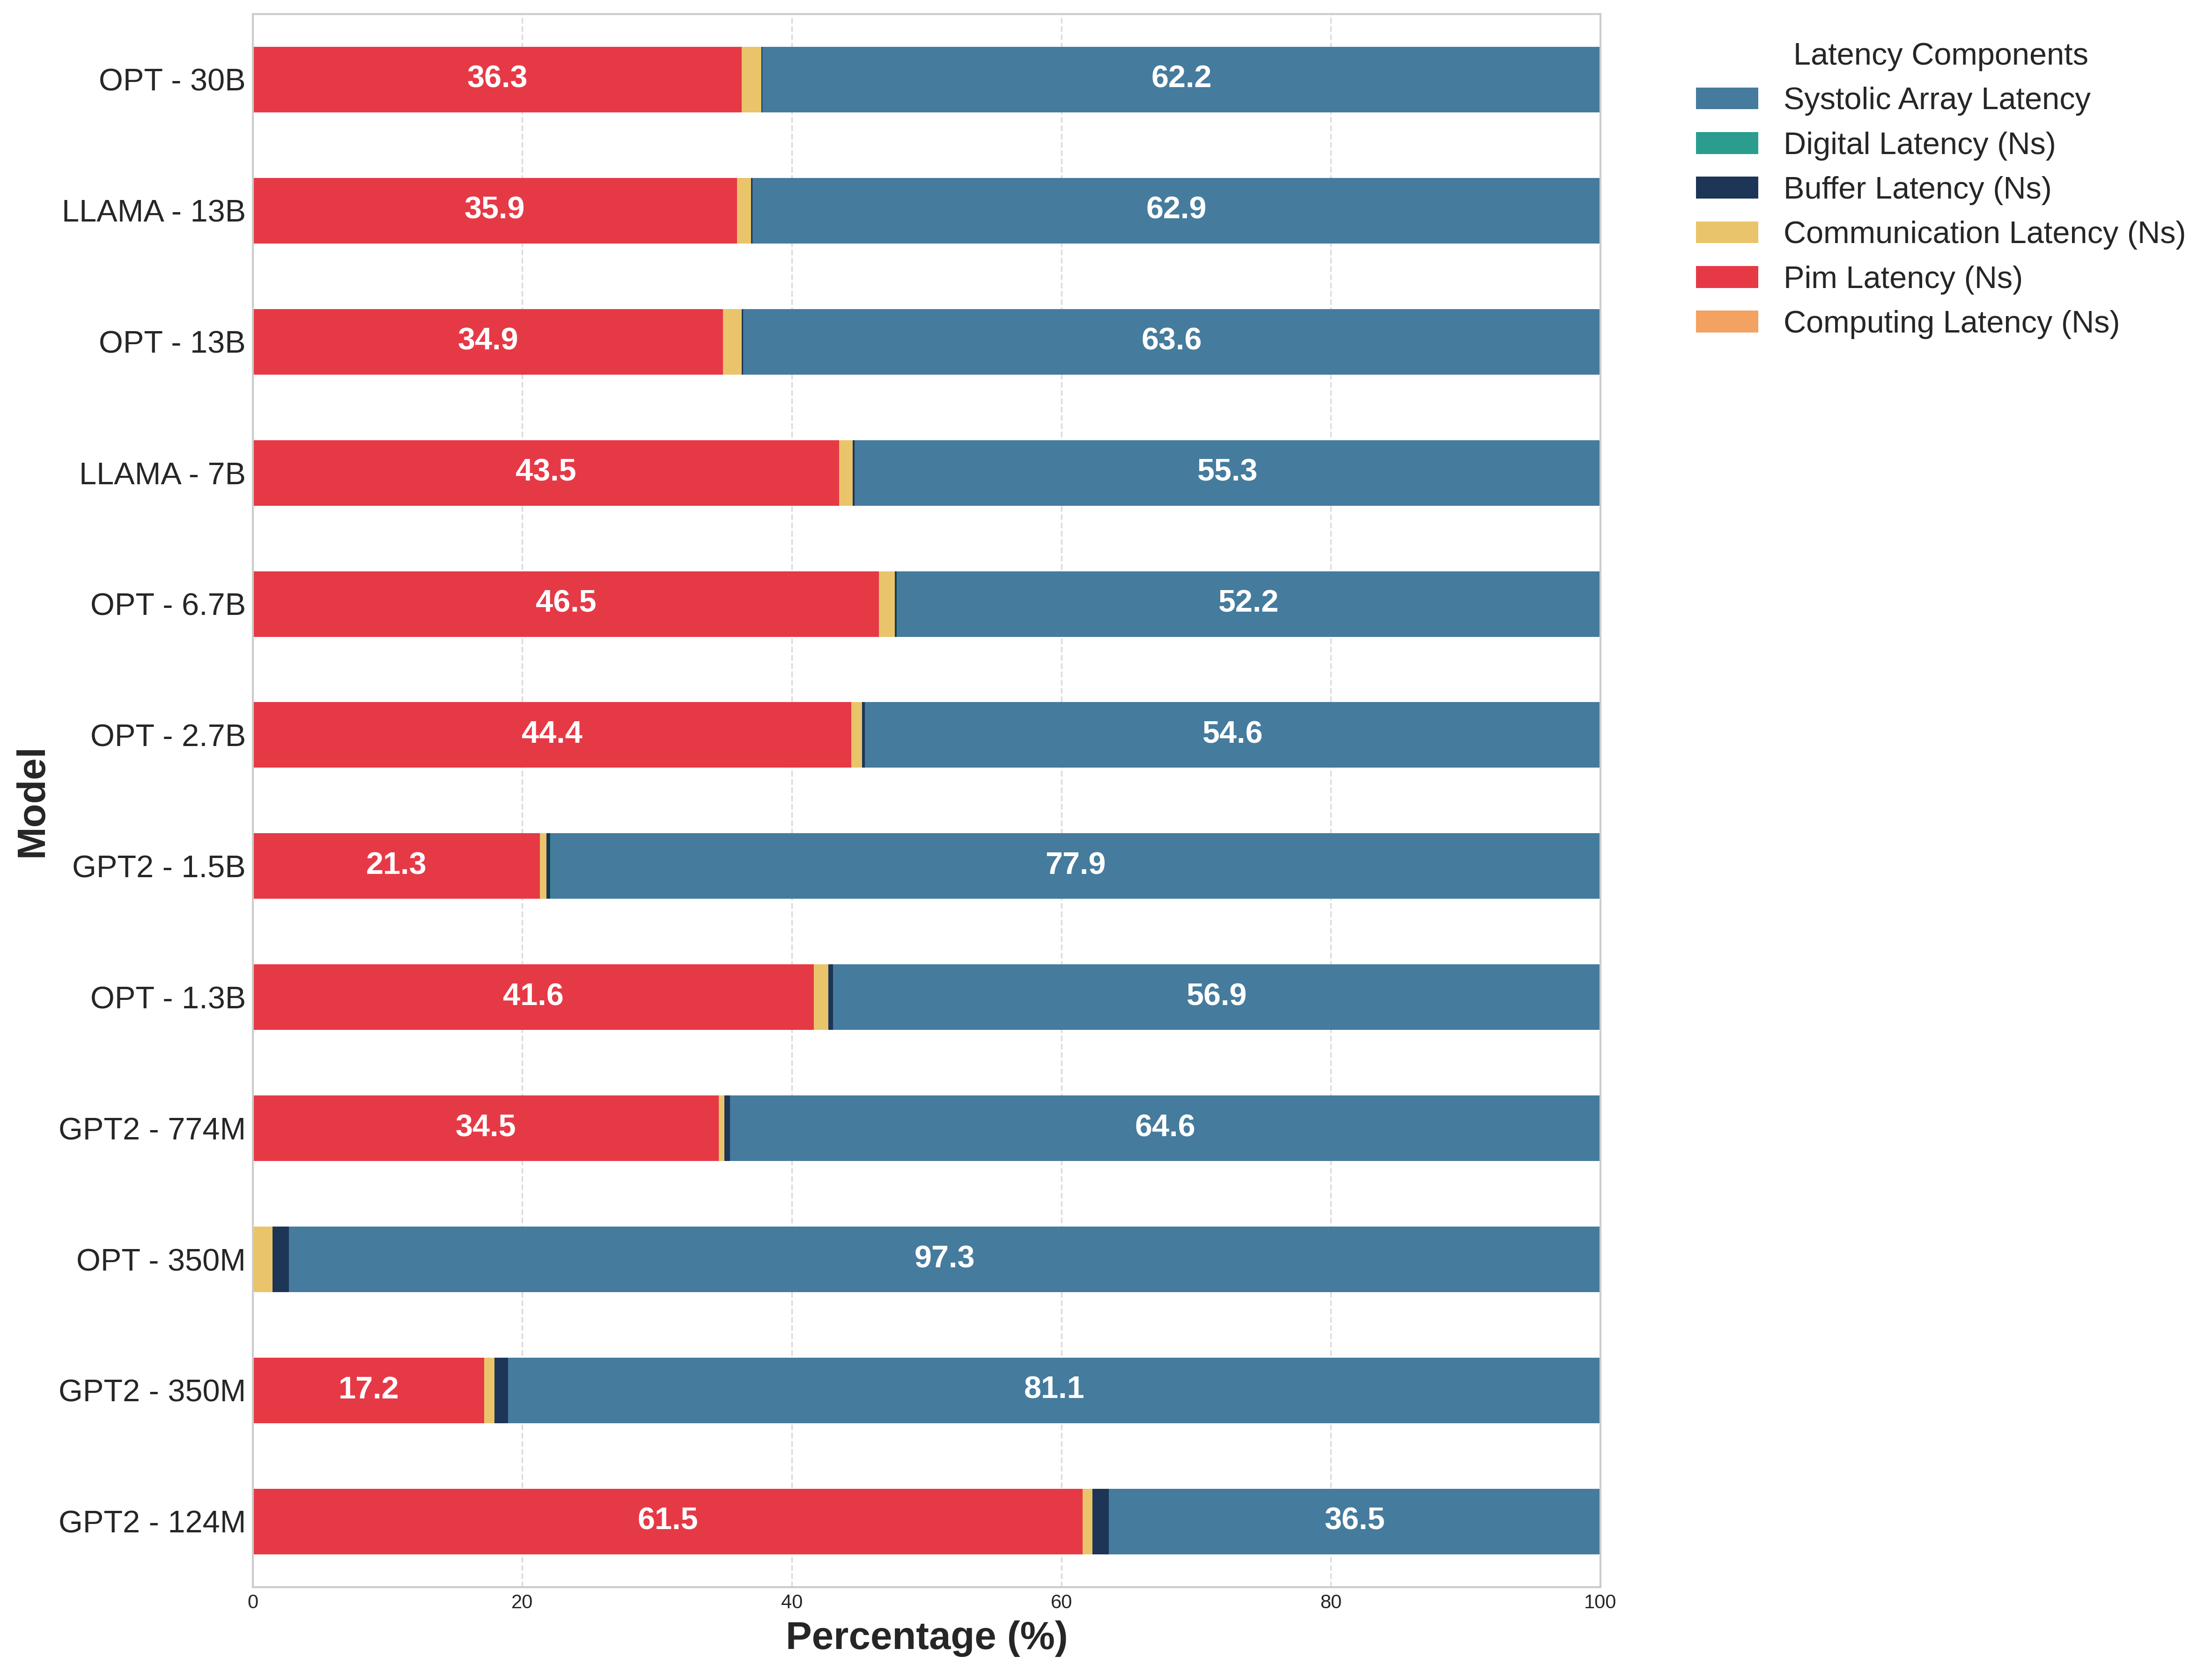 OPT - 30B
36.3
62.2
LLAMA - 13B
35.9
62.9
OPT - 13B
34.9
63.6
LLAMA - 7B
43.5
55.3
OPT - 6.7B
46.5
52.2
OPT - 2.7B
44.4
54.6
GPT2 - 1.5B
21.3
77.9
OPT - 1.3B
41.6
56.9
GPT2 - 774M
34.5
64.6
OPT - 350M
97.3
GPT2 - 350M
17.2
81.1
GPT2 - 124M
61.5
36.5
0 20 40 60 80 100
Percentage (%)
Model
Latency Components
Systolic Array Latency
Digital Latency (Ns)
Buffer Latency (Ns)
Communication Latency (Ns)
Pim Latency (Ns)
Computing Latency (Ns)